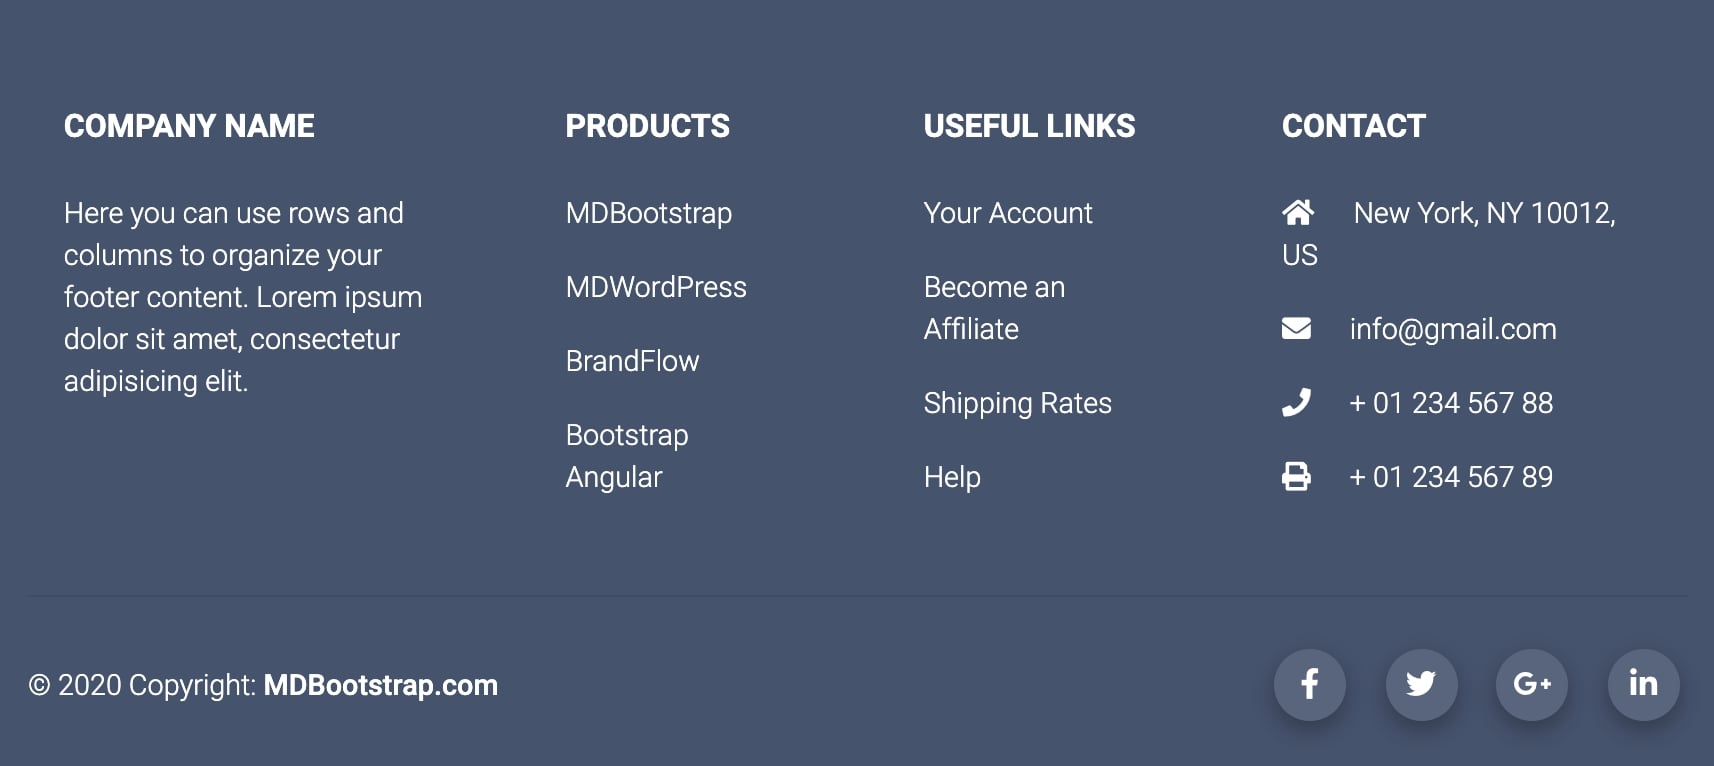 COMPANY NAME
Here you can use rows and
columns to organize your
footer content. Lorem ipsum
dolor sit amet, consectetur
adipisicing elit.
PRODUCTS
MDBootstrap
MDWordPress
BrandFlow
Bootstrap
Angular
USEFUL LINKS
Your Account
Become an
Affiliate
Shipping Rates
Help
CONTACT
New York, NY 10012,
US
info@gmail.com
+ 01 234 567 88
+ 01 234 567 89
© 2020 Copyright: MDBootstrap.com
f
G+
in